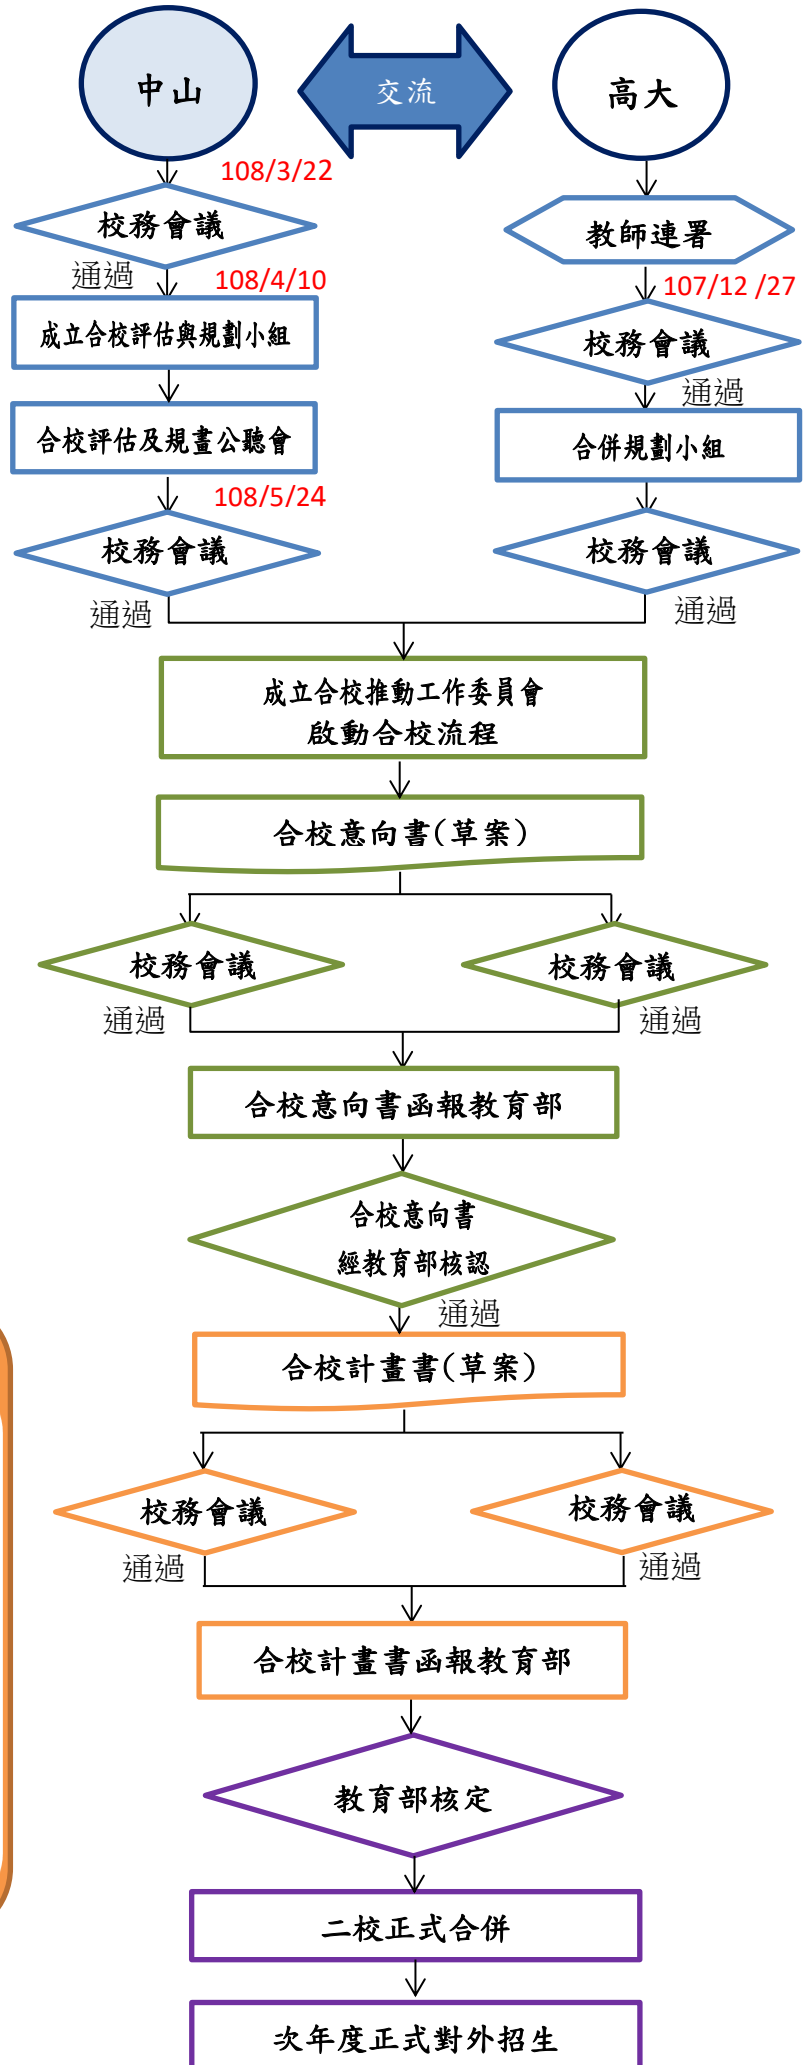 中山
交流
高大
108/3/22
校務會議
教師連署
通過
108/4/10
107/12 /27
成立合校評估與規劃小組
校務會議
通過
合校評估及規畫公聽會
合併規劃小組
108/5/24
校務會議
校務會議
通過
通過
成立合校推動工作委員會
啟動合校流程
合校意向書(草案)
校務會議
校務會議
通過
通過
合校意向書函報教育部
合校意向書
經教育部核認
通過
合校計畫書(草案)
校務會議
校務會議
通過
通過
合校計畫書函報教育部
教育部核定
二校正式合併
次年度正式對外招生